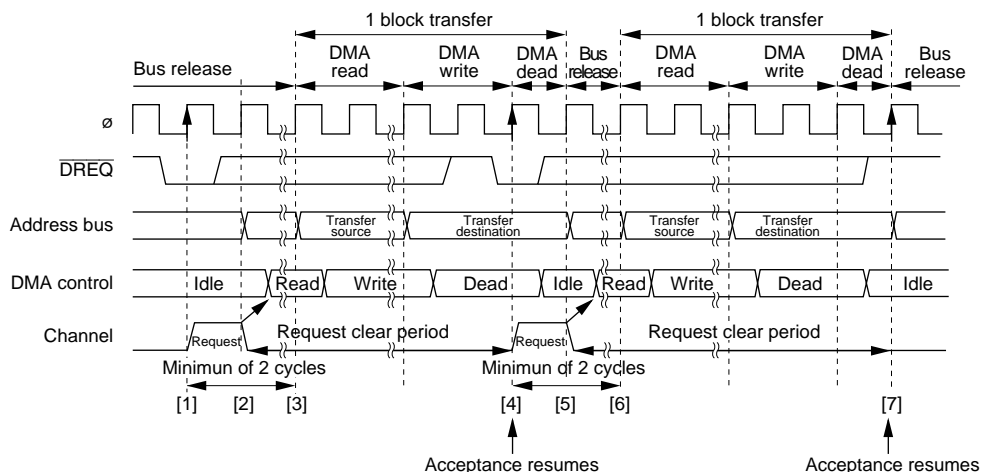 1 block transfer 1 block transfer
Bus release DMA read DMA write DMA dead Bus release DMA read DMA write DMA dead Bus release
ø
DREQ
Address bus Transfer source Transfer destination Transfer source Transfer destination
DMA control Idle Read Write Dead Idle Read Write Dead Idle
Channel Request Request clear period Request Request clear period
Minimun of 2 cycles Minimun of 2 cycles
[1] [2] [3] [4] [5] [6] [7]
Acceptance resumes Acceptance resumes